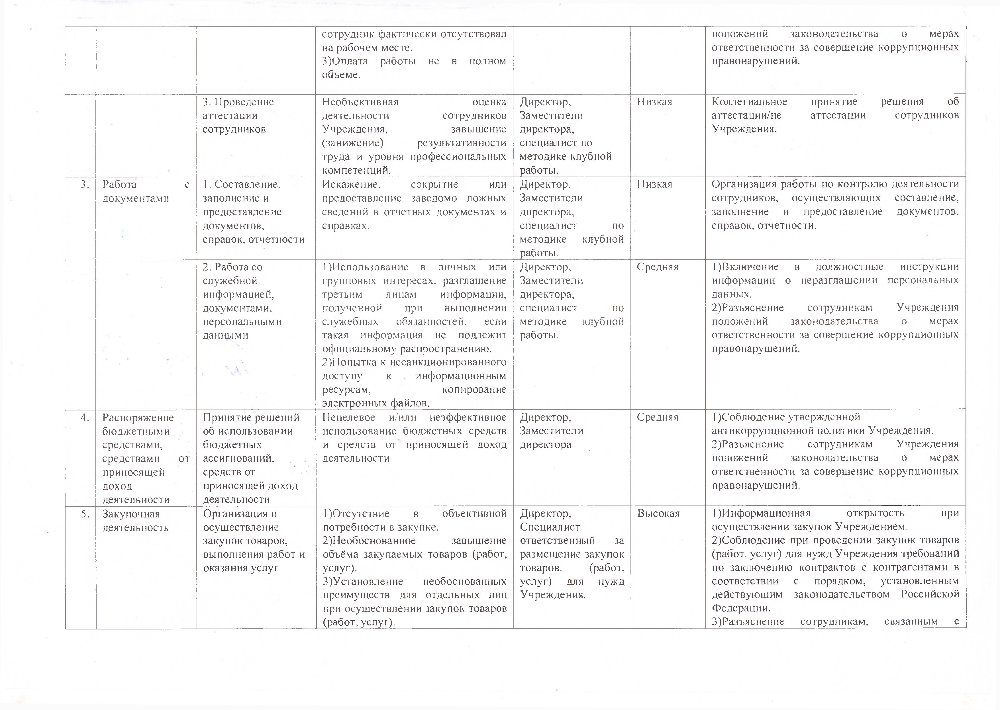 сотрудник фактически отсутствовал
на рабочем месте.
3)Оплата работы не в полном
объеме.
положений законодательства о мерах
ответственности за совершение коррупционных
правонарушений.
3. Проведение
аттестации
сотрудников
Необъективная оценка
деятельности сотрудников
Учреждения, завышение
(занижение) результативности
труда и уровня профессиональных
компетенций.
Директор,
Заместители
директора,
специалист по
методике клубной
работы.
Низкая
Коллегиальное принятие решения об
аттестации/не аттестации сотрудников
Учреждения.
3.
Работа с
документами
1. Составление,
заполнение и
предоставление
документов,
справок, отчетности
Искажение, сокрытие или
предоставление заведомо ложных
сведений в отчетных документах и
справках.
Директор,
Заместители
директора,
специалист по
методике клубной
работы.
Низкая
Организация работы по контролю деятельности
сотрудников, осуществляющих составление,
заполнение и предоставление документов,
справок, отчетности.
2. Работа со
служебной
информацией,
документами,
персональными
данными
1)Использование в личных или
групповых интересах, разглашение
третьим лицам информации,
полученной при выполнении
служебных обязанностей, если
такая информация не подлежит
официальному распространению.
2)Попытка к несанкционированного
доступу к информационным
ресурсам, копирование
электронных файлов.
Директор,
Заместители
директора,
специалист по
методике клубной
работы.
Средняя
1)Включение в должностные инструкции
информации о неразглашении персональных
данных.
2)Разъяснение сотрудникам Учреждения
положений законодательства о мерах
ответственности за совершение коррупционных
правонарушений.
4.
Распоряжение
бюджетными
средствами,
средствами от
приносящей
доход
деятельности
Принятие решений
об использовании
бюджетных
ассигнований,
средств от
приносящей доход
деятельности
Нецелевое и/или неэффективное
использование бюджетных средств
и средств от приносящей доход
деятельности
Директор,
Заместители
директора
Средняя
1)Соблюдение утвержденной
антикоррупционной политики Учреждения.
2)Разъяснение сотрудникам Учреждения
положений законодательства о мерах
ответственности за совершение коррупционных
правонарушений.
5.
Закупочная
деятельность
Организация и
осуществление
закупок товаров,
выполнения работ и
оказания услуг
1)Отсутствие в объективной
потребности в закупке.
2)Необоснованное завышение
объёма закупаемых товаров (работ,
услуг).
3)Установление необоснованных
преимуществ для отдельных лиц
при осуществлении закупок товаров
(работ, услуг).
Директор,
Специалист
ответственный за
размещение закупок
товаров. (работ,
услуг) для нужд
Учреждения.
Высокая
1)Информационная открытость при
осуществлении закупок Учреждением.
2)Соблюдение при проведении закупок товаров
(работ, услуг) для нужд Учреждения требований
по заключению контрактов с контрагентами в
соответствии с порядком, установленным
действующим законодательством Российской
Федерации.
3)Разъяснение сотрудникам, связанным с